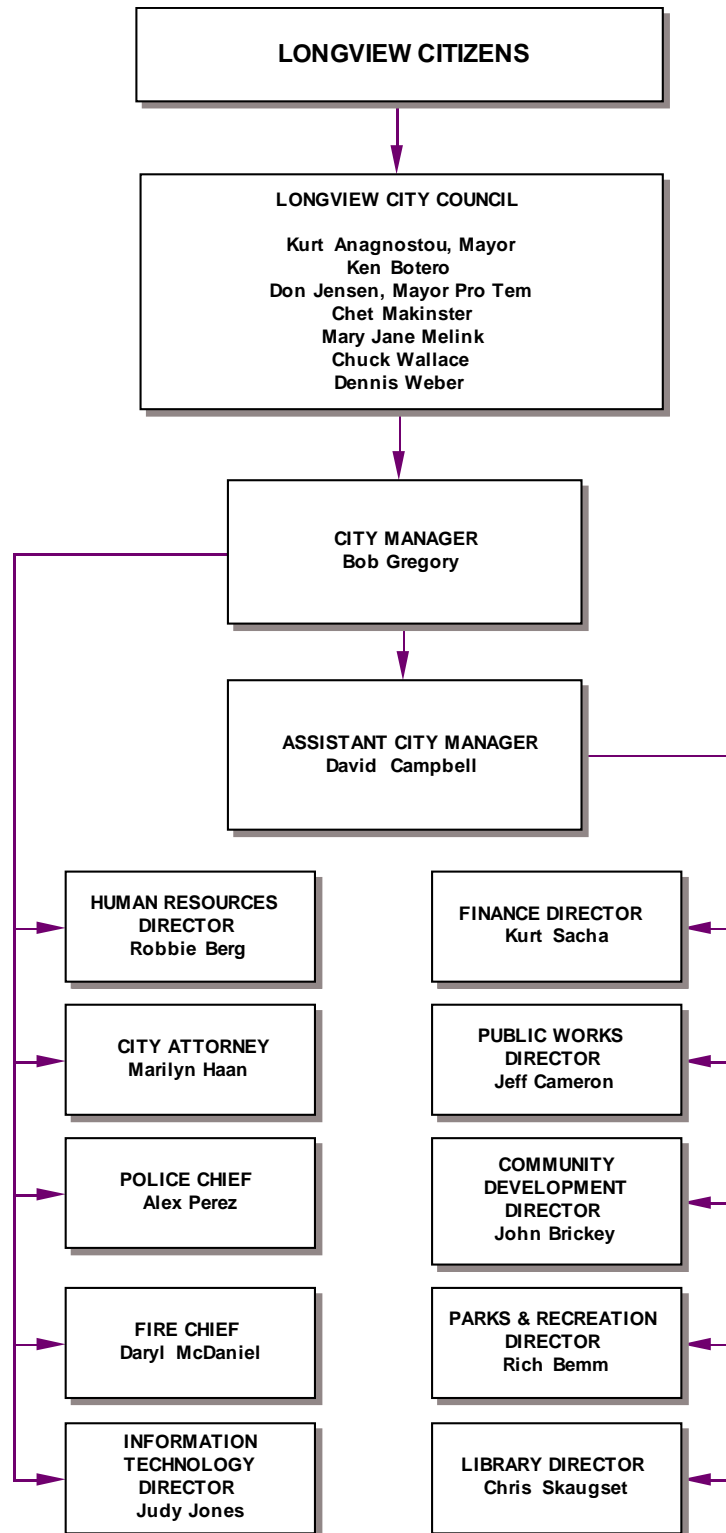 LONGVIEW CITIZENS
LONGVIEW CITY COUNCIL
Kurt Anagnostou, Mayor
Ken Botero
Don Jensen, Mayor Pro Tem
Chet Makinster
Mary Jane Melink
Chuck Wallace
Dennis Weber
CITY MANAGER
Bob Gregory
ASSISTANT CITY MANAGER
David Campbell
HUMAN RESOURCES
DIRECTOR
Robbie Berg
CITY ATTORNEY
Marilyn Haan
POLICE CHIEF
Alex Perez
FIRE CHIEF
Daryl McDaniel
INFORMATION
TECHNOLOGY
DIRECTOR
Judy Jones
FINANCE DIRECTOR
Kurt Sacha
PUBLIC WORKS
DIRECTOR
Jeff Cameron
COMMUNITY
DEVELOPMENT
DIRECTOR
John Brickey
PARKS & RECREATION
DIRECTOR
Rich Bemm
LIBRARY DIRECTOR
Chris Skaugset